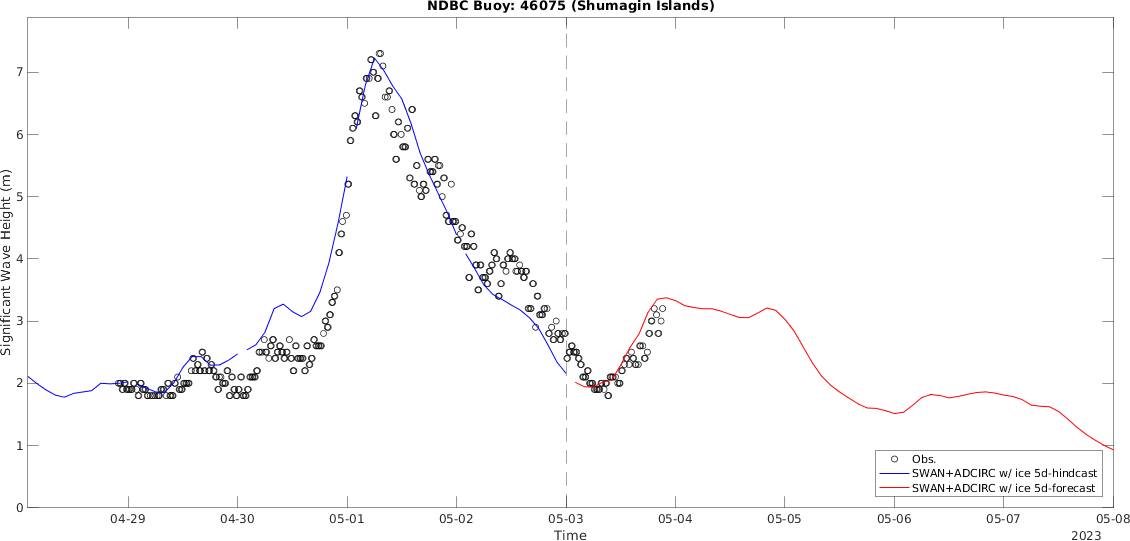 NDBC Buoy: 46075 (Shumagin Islands)
Significant Wave Height (m)
7
6
5
4
3
2
1
0
Obs.
SWAN+ADCIRC w/ ice 5d-hindcast
SWAN+ADCIRC w/ ice 5d-forecast
04-29 04-30 05-01 05-02 05-03 05-04 05-05 05-06 05-07 05-08
Time
2023